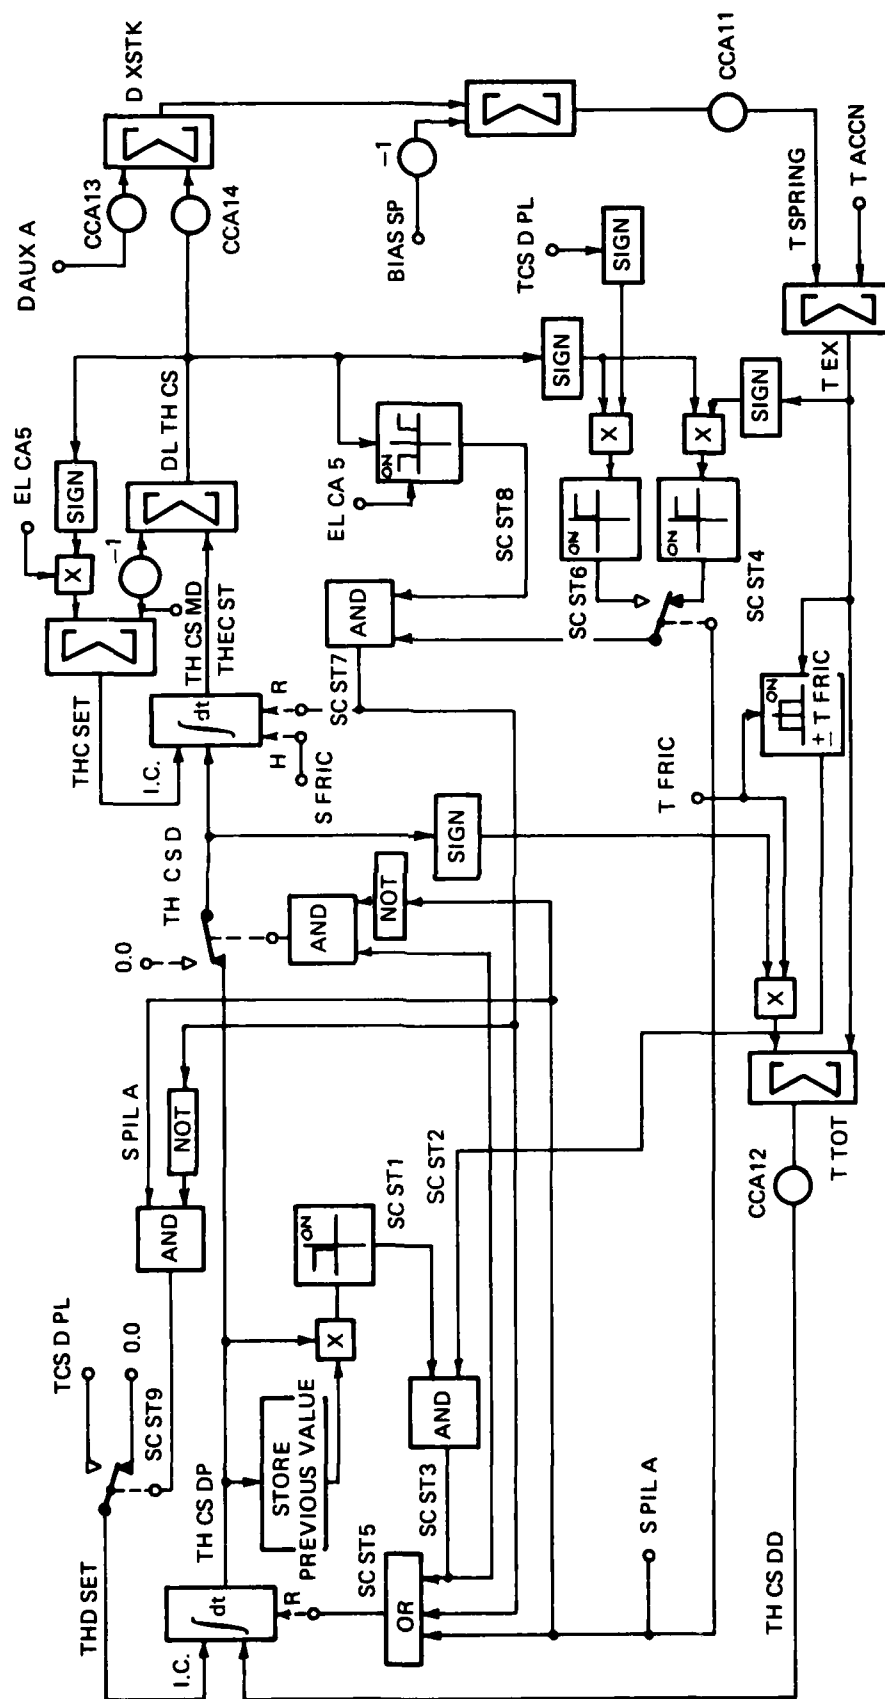 THD SET
I.C.
∫dt
R
TH CS DP
TCS D PL
0.0
SC ST9
AND
NOT
S PIL A
STORE
PREVIOUS VALUE
X
ON
SC ST1
SC ST2
AND
SC ST3
SC ST5
OR
S PIL A
TH CS DD
CCA12
T TOT
Σ
X
0.0
TH C S D
AND
NOT
SIGN
THC SET
I.C.
∫dt
H
R
S FRIC
SC ST7
TH CS MD
THEC ST
Σ
X
SIGN
EL CA5
-1
Σ
DL TH CS
AND
EL CA 5
ON
SC ST8
SC ST6
ON
SC ST4
ON
X
X
SIGN
SIGN
SIGN
TCS D PL
T FRIC
ON
± T FRIC
T EX
Σ
T SPRING
T ACCN
DAUX A
CCA13
CCA14
Σ
D XSTK
BIAS SP
-1
Σ
CCA11